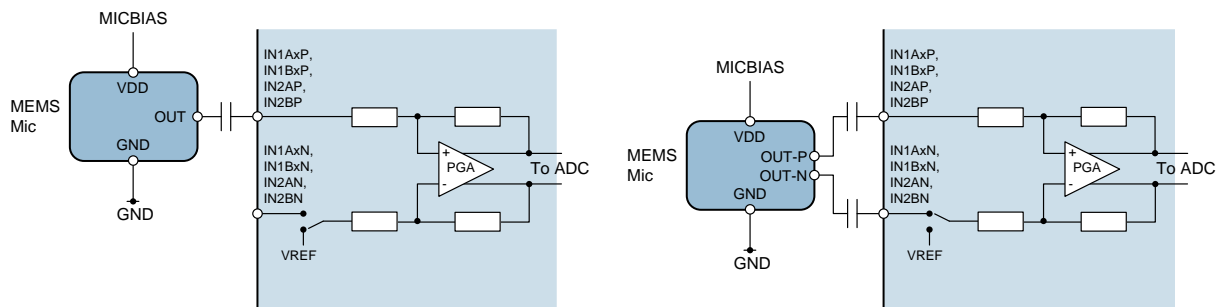 MICBIAS
MEMS
Mic
VDD
OUT
GND
GND
IN1AxP,
IN1BxP,
IN2AP,
IN2BP
IN1AxN,
IN1BxN,
IN2AN,
IN2BN
+
PGA
-
To ADC
VREF
MICBIAS
MEMS
Mic
VDD
OUT-P
OUT-N
GND
GND
IN1AxP,
IN1BxP,
IN2AP,
IN2BP
IN1AxN,
IN1BxN,
IN2AN,
IN2BN
+
PGA
-
To ADC
VREF